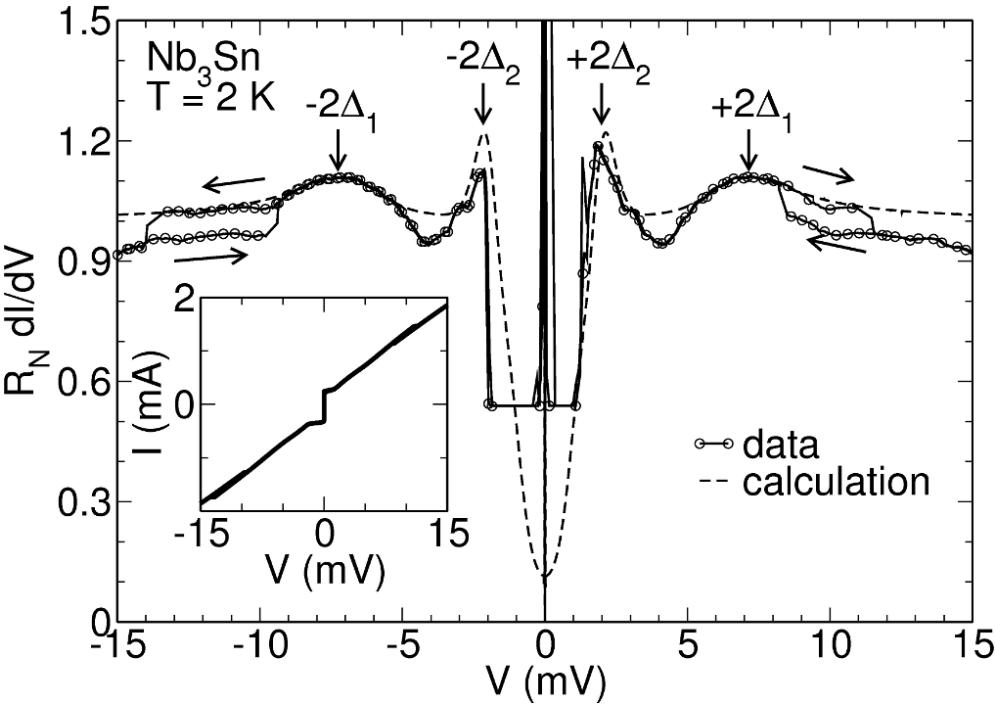 1.5
1.2
0.9
0.6
0.3
0
R_N dI/dV
Nb₃Sn
T = 2 K
-2Δ₁
-2Δ₂
+2Δ₂
+2Δ₁
2
0
I (mA)
-15
0
15
V (mV)
data
calculation
-15
-10
-5
0
5
10
15
V (mV)